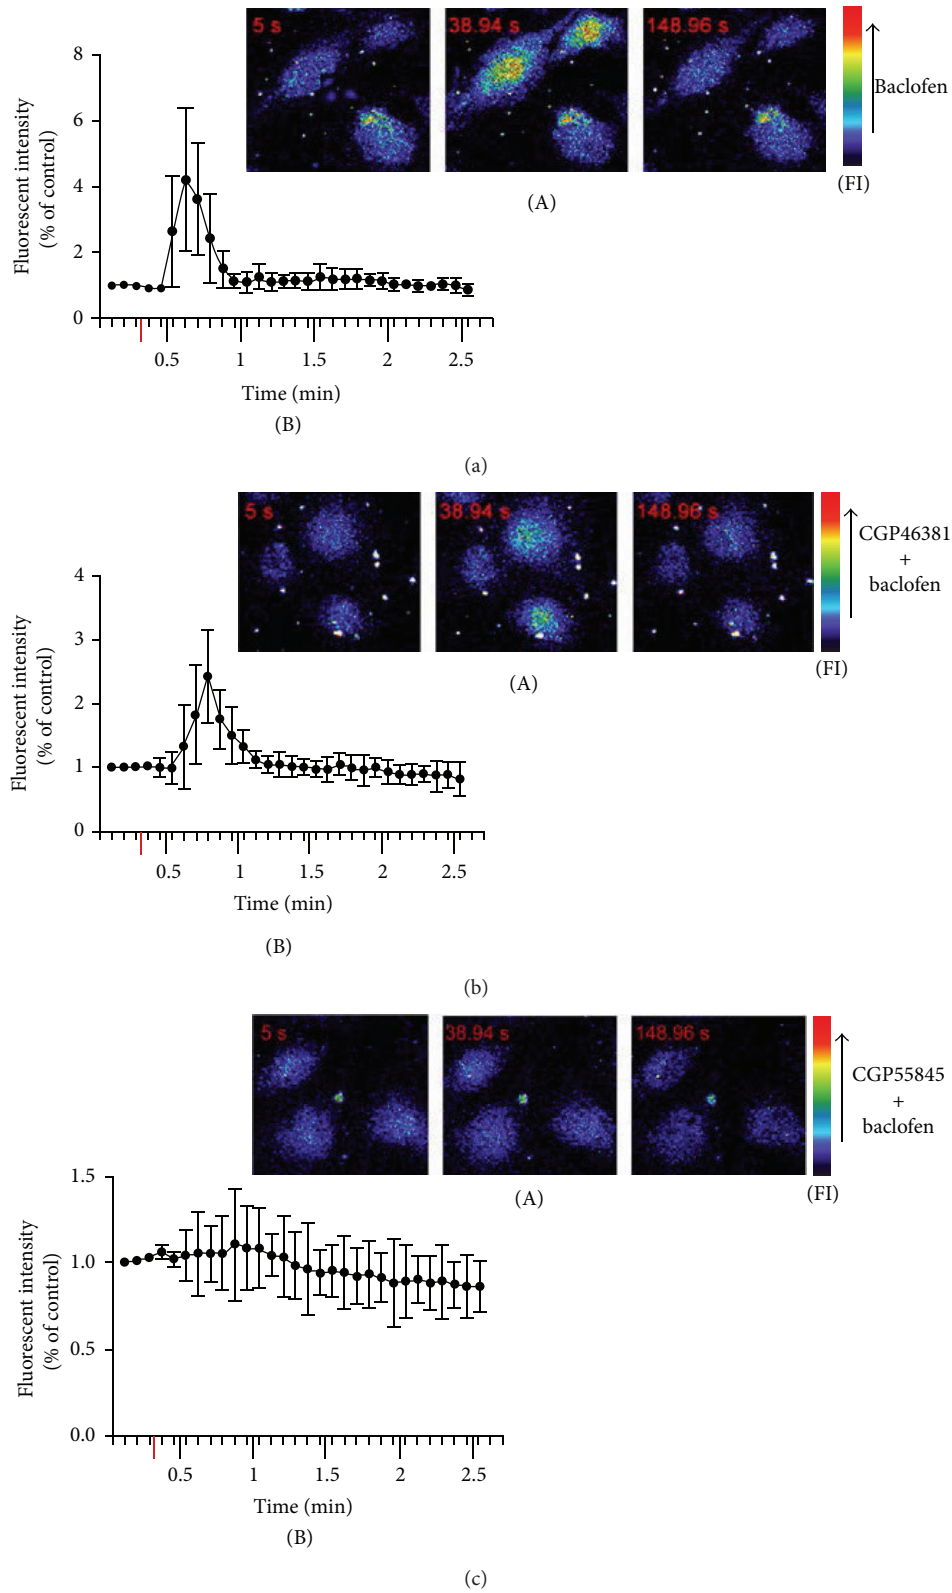 5 s
38.94 s
148.96 s
Baclofen
(FI)
(A)
Fluorescent intensity
(% of control)
8
6
4
2
0
0.5
1
1.5
2
2.5
Time (min)
(B)
(a)
5 s
38.94 s
148.96 s
CGP46381
+
baclofen
(FI)
(A)
Fluorescent intensity
(% of control)
4
3
2
1
0
0.5
1
1.5
2
2.5
Time (min)
(B)
(b)
5 s
38.94 s
148.96 s
CGP55845
+
baclofen
(FI)
(A)
Fluorescent intensity
(% of control)
1.5
1.0
0.5
0.0
0.5
1
1.5
2
2.5
Time (min)
(B)
(c)